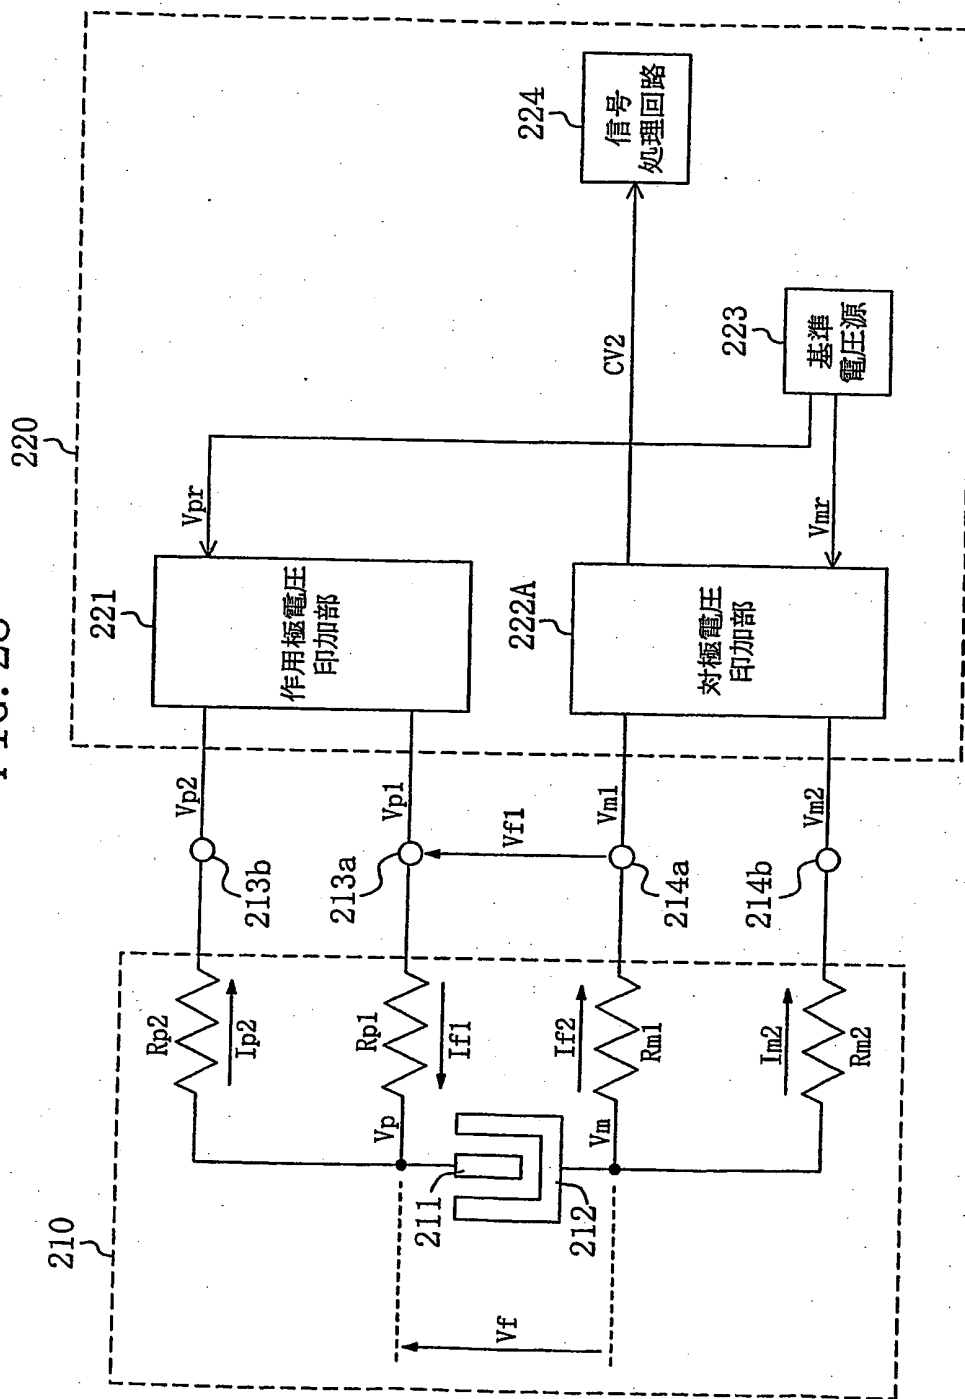 210
220
Rp2
Ip2
213b
Vp2
221
作用極電圧
印加部
Vpr
Vf
211
212
Vp
Rp1
If1
213a
Vp1
Vf1
Vm
If2
Rm1
214a
Vm1
222A
対極電圧
印加部
CV2
224
信号
処理回路
Im2
Rm2
214b
Vm2
Vmr
223
基準
電圧源